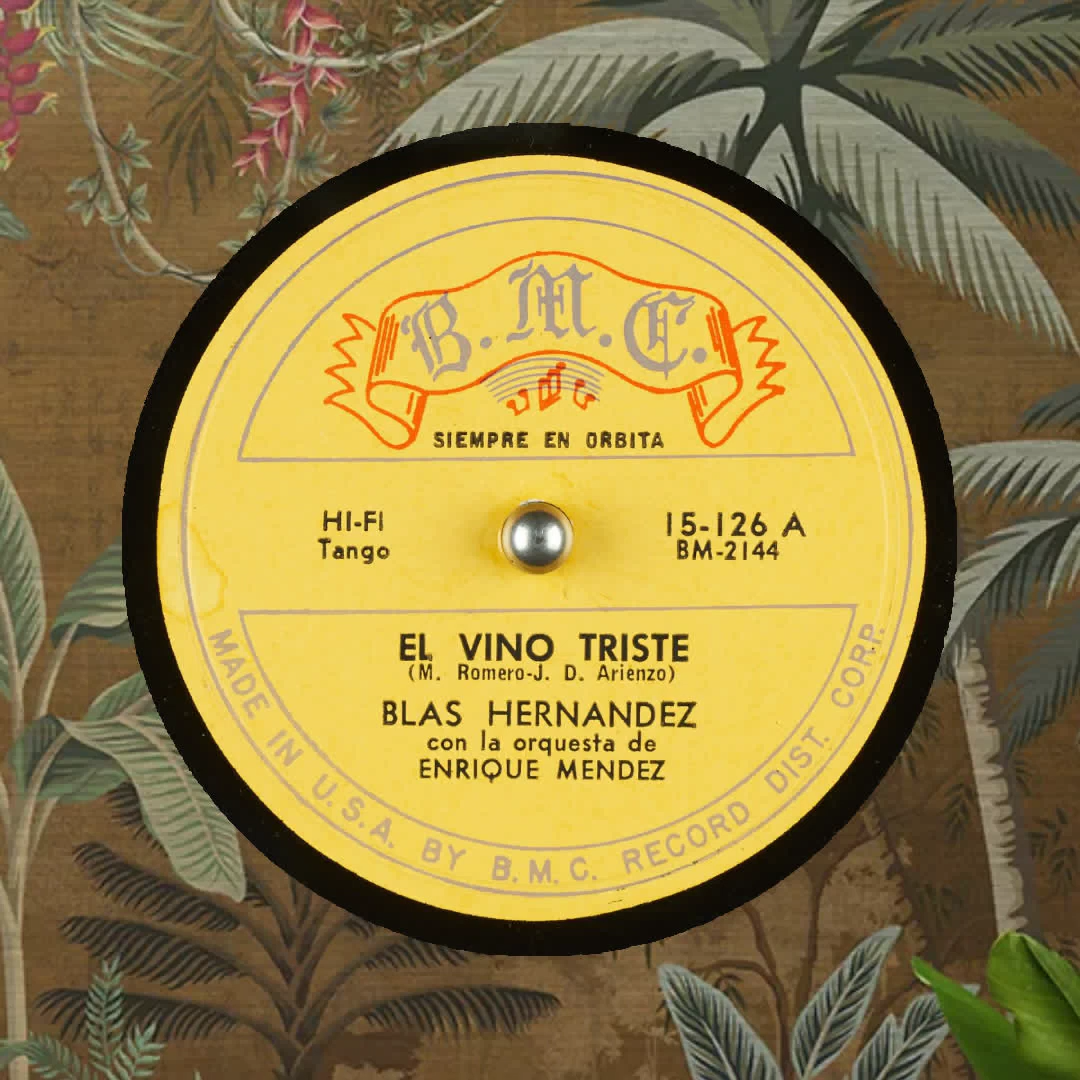 B. M. C.
SIEMPRE EN ORBITA
HI-FI
Tango
15-126 A
BM-2144
EL VINO TRISTE
(M. Romero-J. D. Arienzo)
BLAS HERNANDEZ
con la orquesta de
ENRIQUE MENDEZ
MADE IN U.S.A. BY B.M.C. RECORD DIST. CORP.